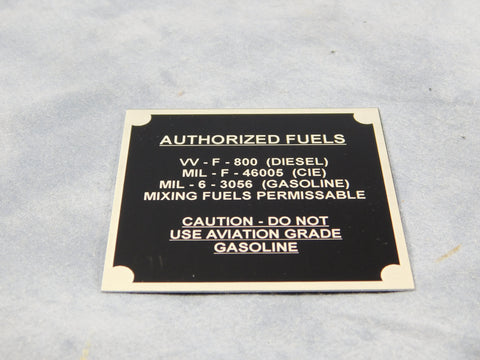 AUTHORIZED FUELS
VV - F - 800 (DIESEL)
MIL - F - 46005 (CIE)
MIL - 6 - 3056 (GASOLINE)
MIXING FUELS PERMISSABLE
CAUTION - DO NOT
USE AVIATION GRADE
GASOLINE